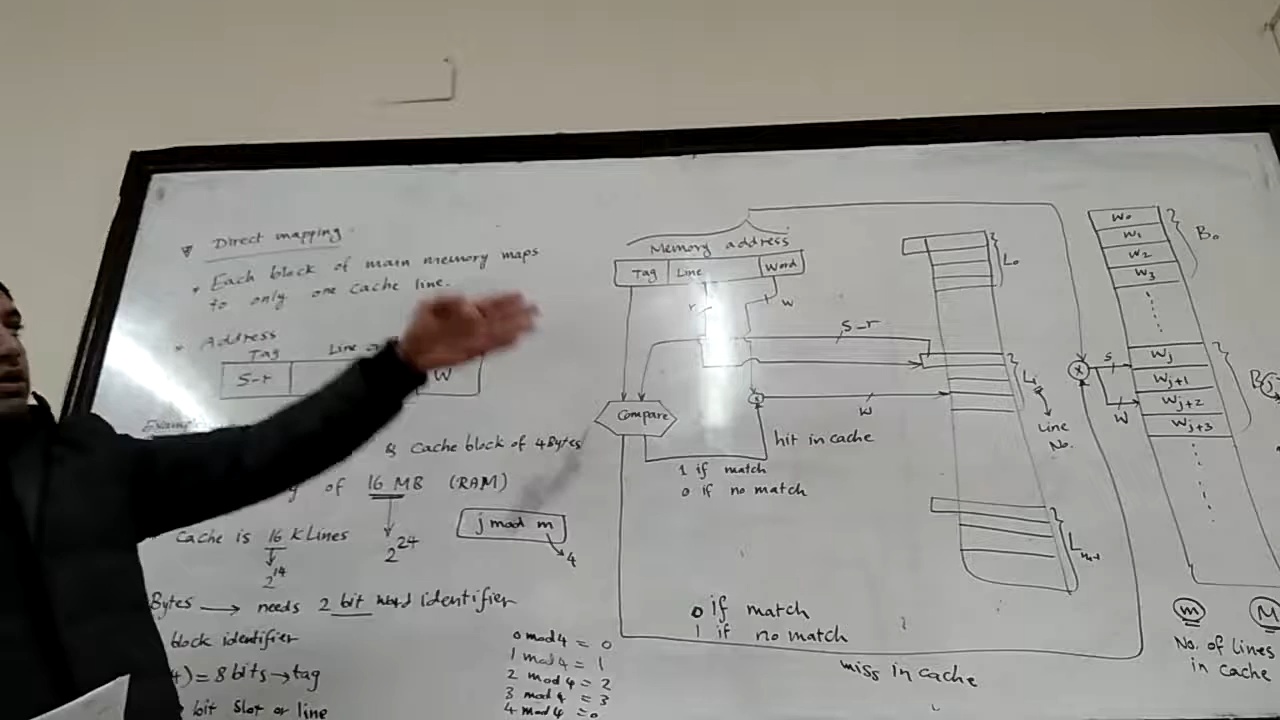 Direct mapping.
* Each block of main memory maps
to only one cache line.
* Address
Tag Line
S-r W
Example
& Cache block of 4 Bytes
of 16 MB (RAM)
2^24
Cache is 16 k Lines
2^14
j mod m
4
Bytes → needs 2 bit word identifier
block identifier
) = 8 bits → tag
bit slot or line
0 mod 4 = 0
1 mod 4 = 1
2 mod 4 = 2
3 mod 4 = 3
4 mod 4 = 0
Memory address
Tag Line Word
r w
S-r
Compare
W
hit in cache
1 if match
0 if no match
0 if match
1 if no match
miss in cache
L0
Li
Line
No.
Lm-1
S
W
W0
W1
W2
W3
B0
Wj
Wj+1
Wj+2
Wj+3
Bj
m M
No. of Lines
in cache